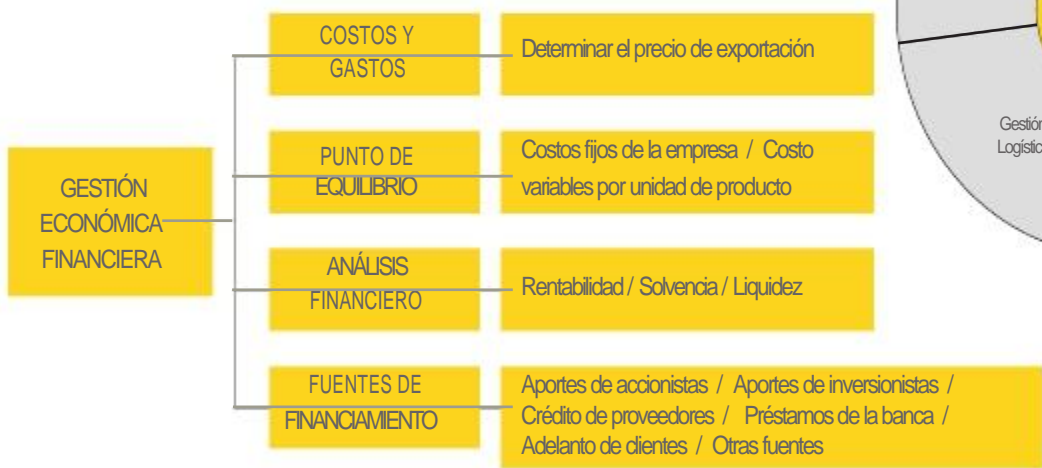 COSTOS Y
GASTOS
Determinar el precio de exportación
PUNTO DE
EQUILIBRIO
Costos fijos de la empresa / Costo
variables por unidad de producto
GESTIÓN
ECONÓMICA
FINANCIERA
ANÁLISIS
FINANCIERO
Rentabilidad / Solvencia / Liquidez
FUENTES DE
FINANCIAMIENTO
Aportes de accionistas / Aportes de inversionistas /
Crédito de proveedores / Préstamos de la banca /
Adelanto de clientes / Otras fuentes
Gestión
Logístic